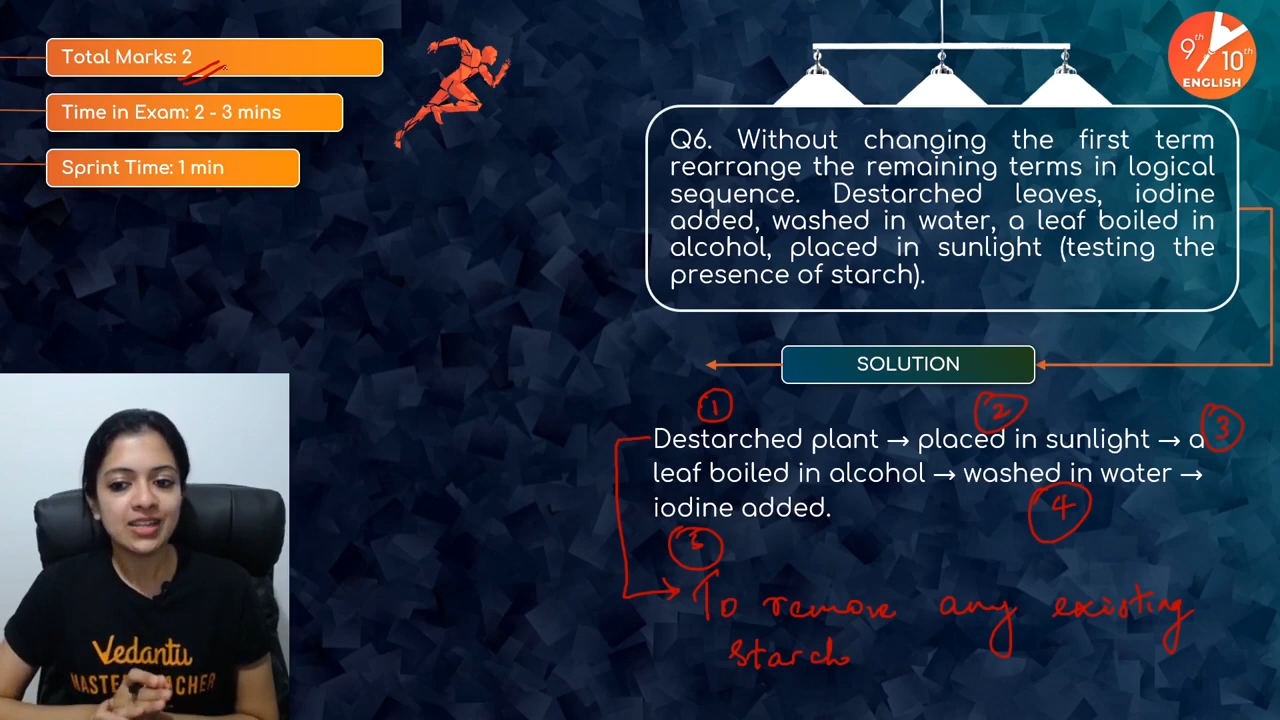 Total Marks: 2
Time in Exam: 2 - 3 mins
Sprint Time: 1 min
9th
10th
ENGLISH
Q6. Without changing the first term
rearrange the remaining terms in logical
sequence. Destarched leaves, iodine
added, washed in water, a leaf boiled in
alcohol, placed in sunlight (testing the
presence of starch).
SOLUTION
1
2
Destarched plant → placed in sunlight → a
3
leaf boiled in alcohol → washed in water →
4
iodine added.
5
To remove any existing
starch
Vedantu
MASTER TEACHER